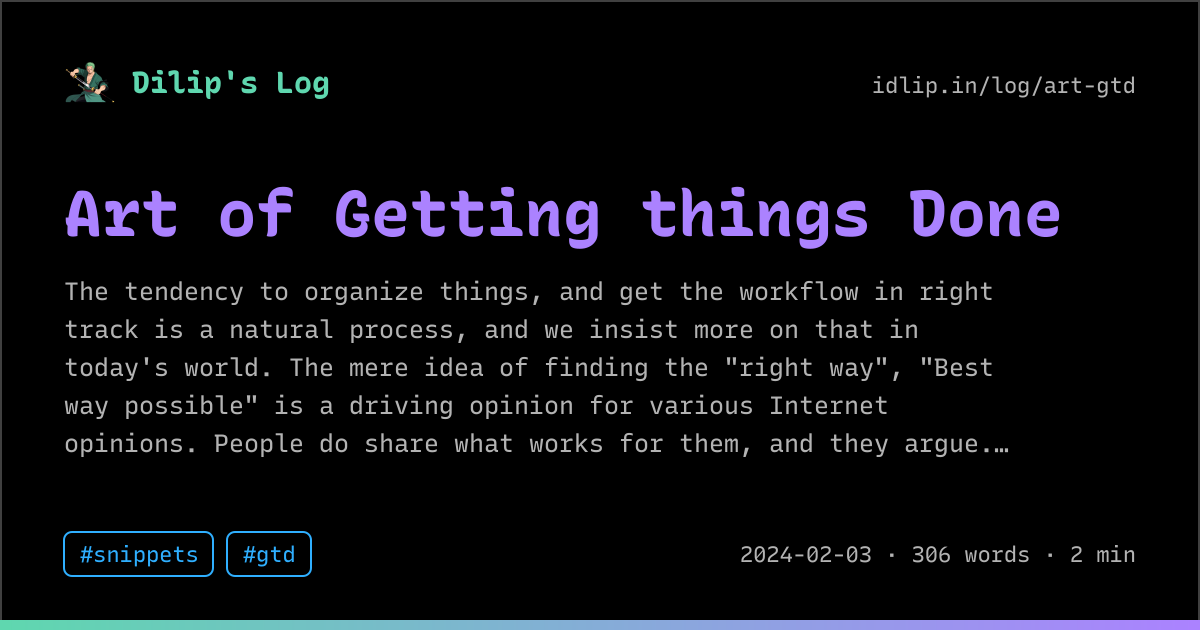 Dilip's Log
idlip.in/log/art-gtd
Art of Getting things Done
The tendency to organize things, and get the workflow in right
track is a natural process, and we insist more on that in
today's world. The mere idea of finding the "right way", "Best
way possible" is a driving opinion for various Internet
opinions. People do share what works for them, and they argue.…
#snippets #gtd
2024-02-03 · 306 words · 2 min